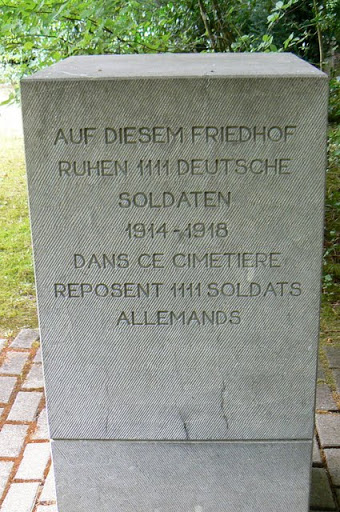 AUF DIESEM FRIEDHOF
RUHEN 1111 DEUTSCHE
SOLDATEN
1914-1918
DANS CE CIMETIERE
REPOSENT 1111 SOLDATS
ALLEMANDS